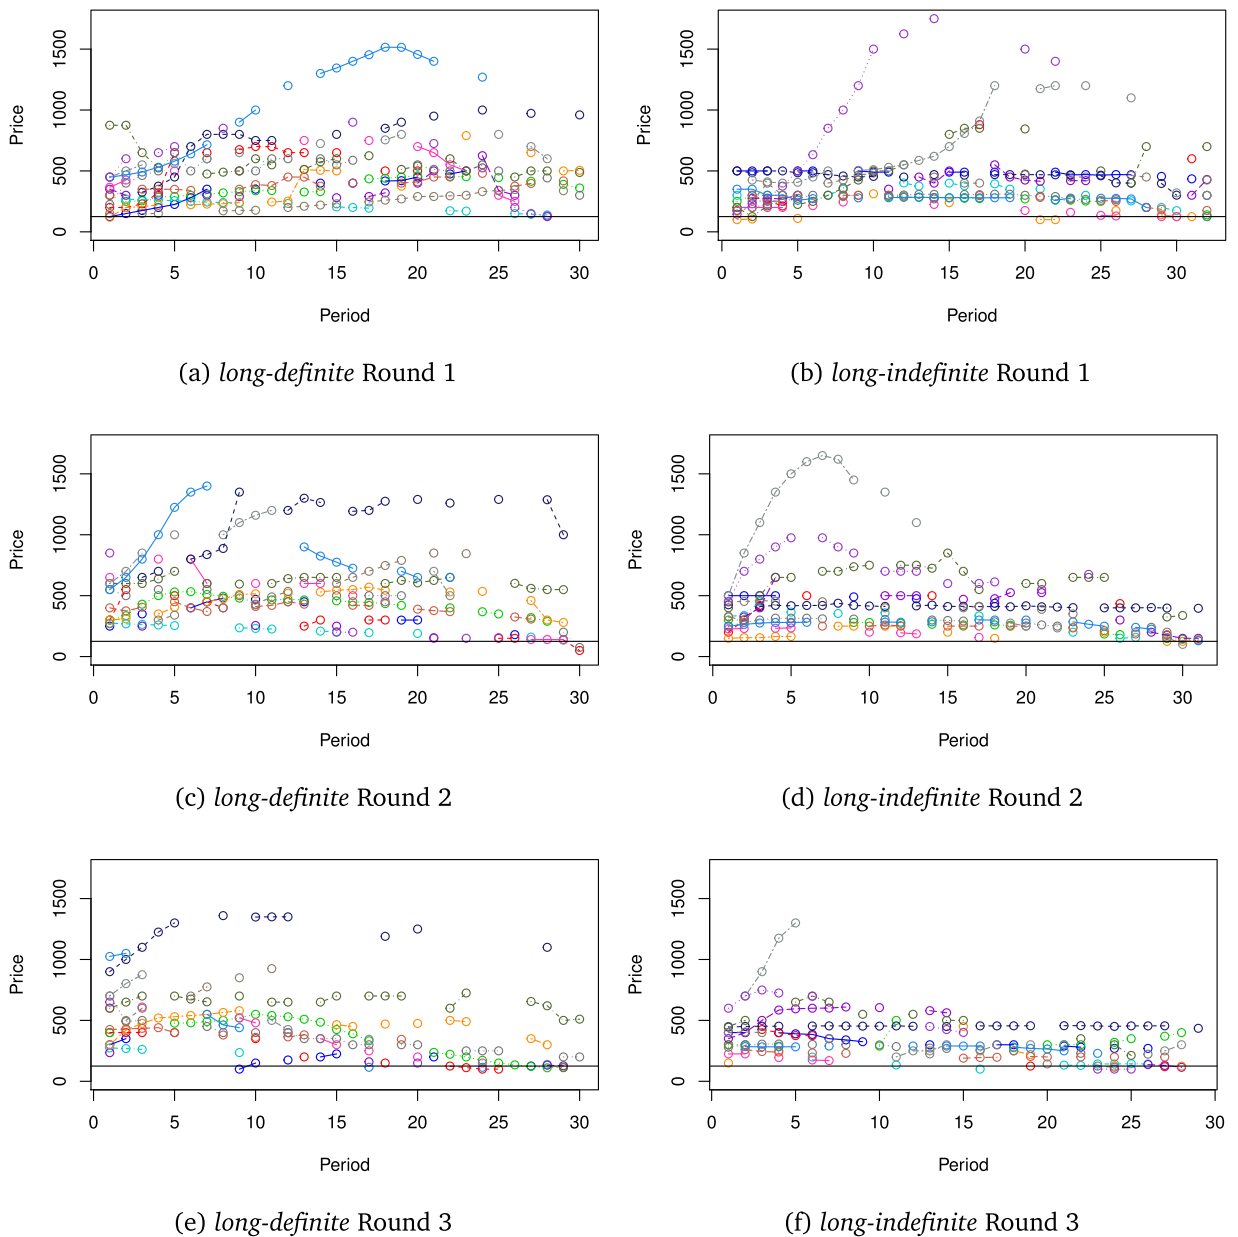 Price
0 500 1000 1500
0 5 10 15 20 25 30
Period
(a) long-definite Round 1
Price
0 500 1000 1500
0 5 10 15 20 25 30
Period
(b) long-indefinite Round 1
Price
0 500 1000 1500
0 5 10 15 20 25 30
Period
(c) long-definite Round 2
Price
0 500 1000 1500
0 5 10 15 20 25 30
Period
(d) long-indefinite Round 2
Price
0 500 1000 1500
0 5 10 15 20 25 30
Period
(e) long-definite Round 3
Price
0 500 1000 1500
0 5 10 15 20 25 30
Period
(f) long-indefinite Round 3